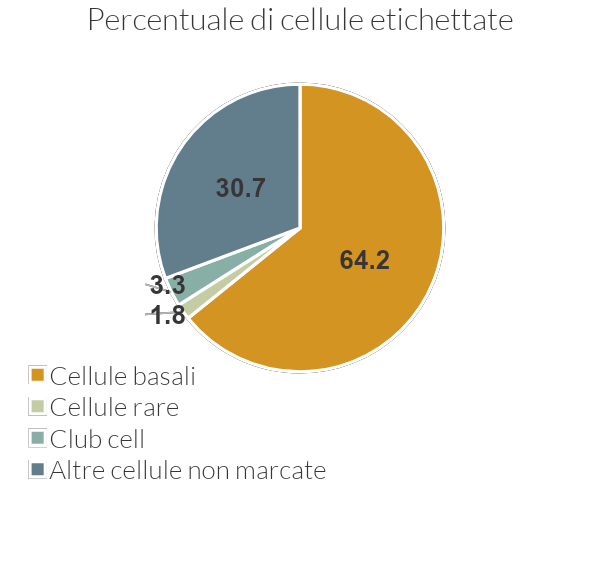 Percentuale di cellule etichettate
30.7
64.2
3.3
1.8
Cellule basali
Cellule rare
Club cell
Altre cellule non marcate